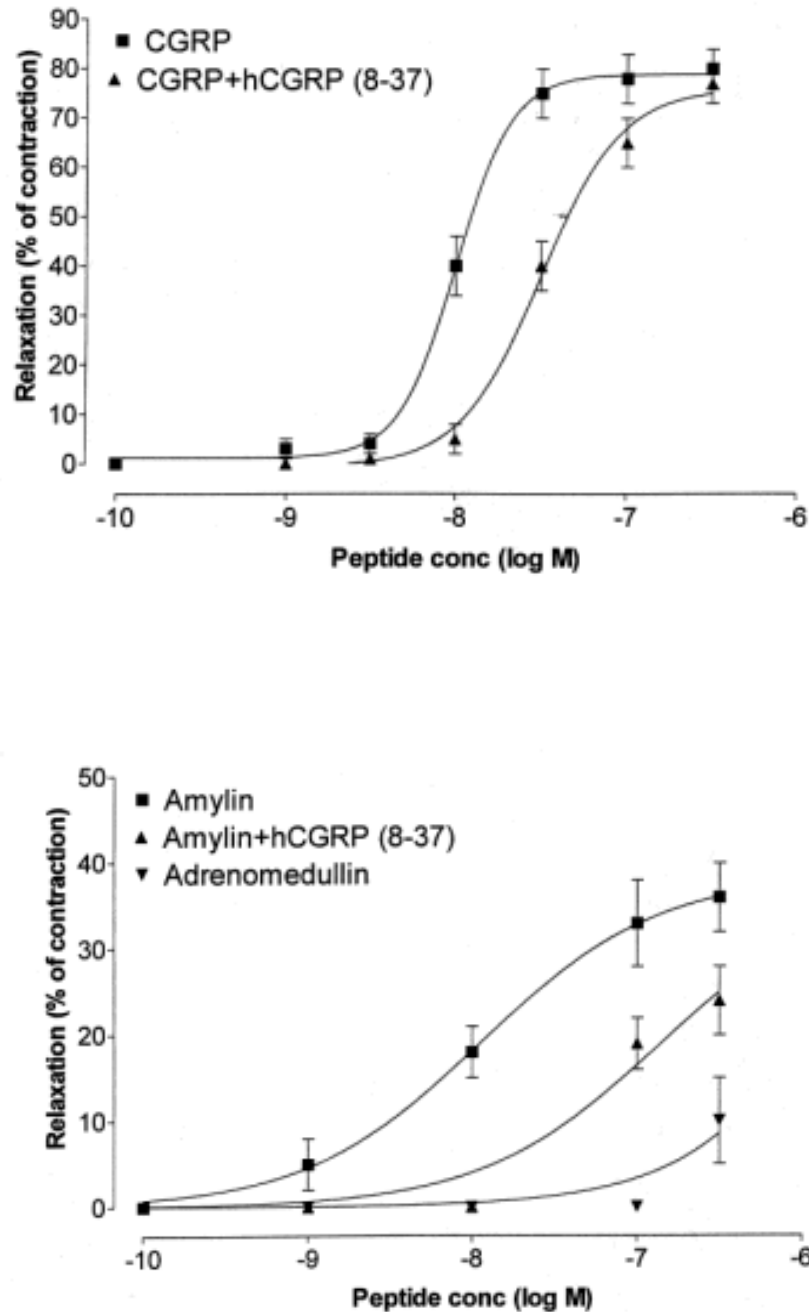 90
80
70
60
50
40
30
20
10
0
Relaxation (% of contraction)
CGRP
CGRP+hCGRP (8-37)
-10 -9 -8 -7 -6
Peptide conc (log M)
50
40
30
20
10
0
Relaxation (% of contraction)
Amylin
Amylin+hCGRP (8-37)
Adrenomedullin
-10 -9 -8 -7 -6
Peptide conc (log M)